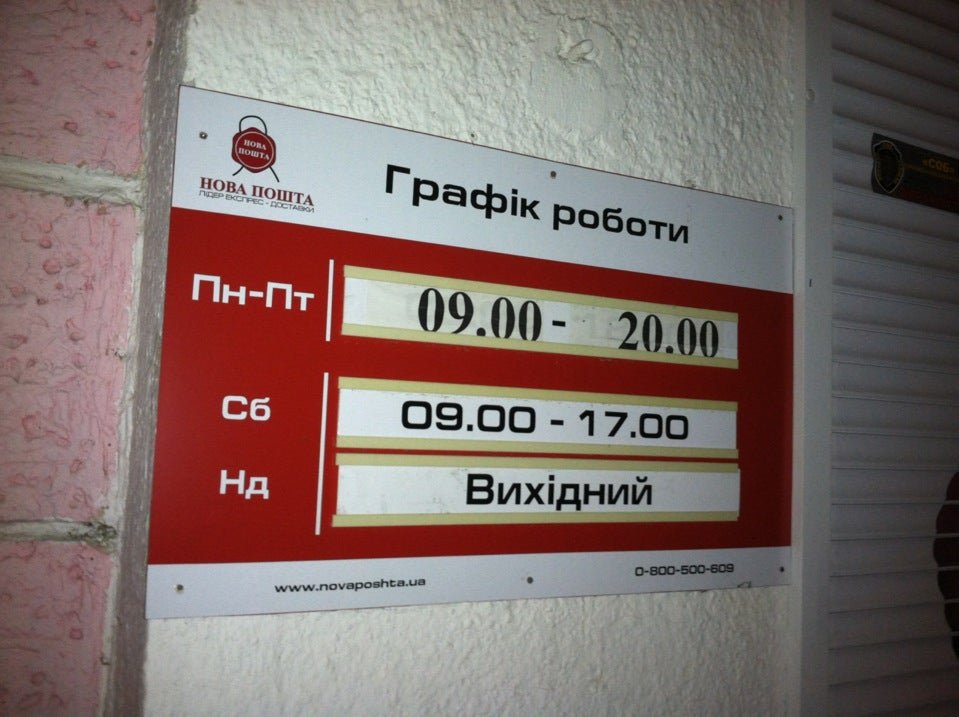 НОВА
ПОШТА
НОВА ПОШТА
ЛІДЕР ЕКСПРЕС - ДОСТАВКИ
Графік роботи
Пн-Пт 09.00 - 20.00
Сб 09.00 - 17.00
Нд Вихідний
www.novaposhta.ua
0-800-500-609